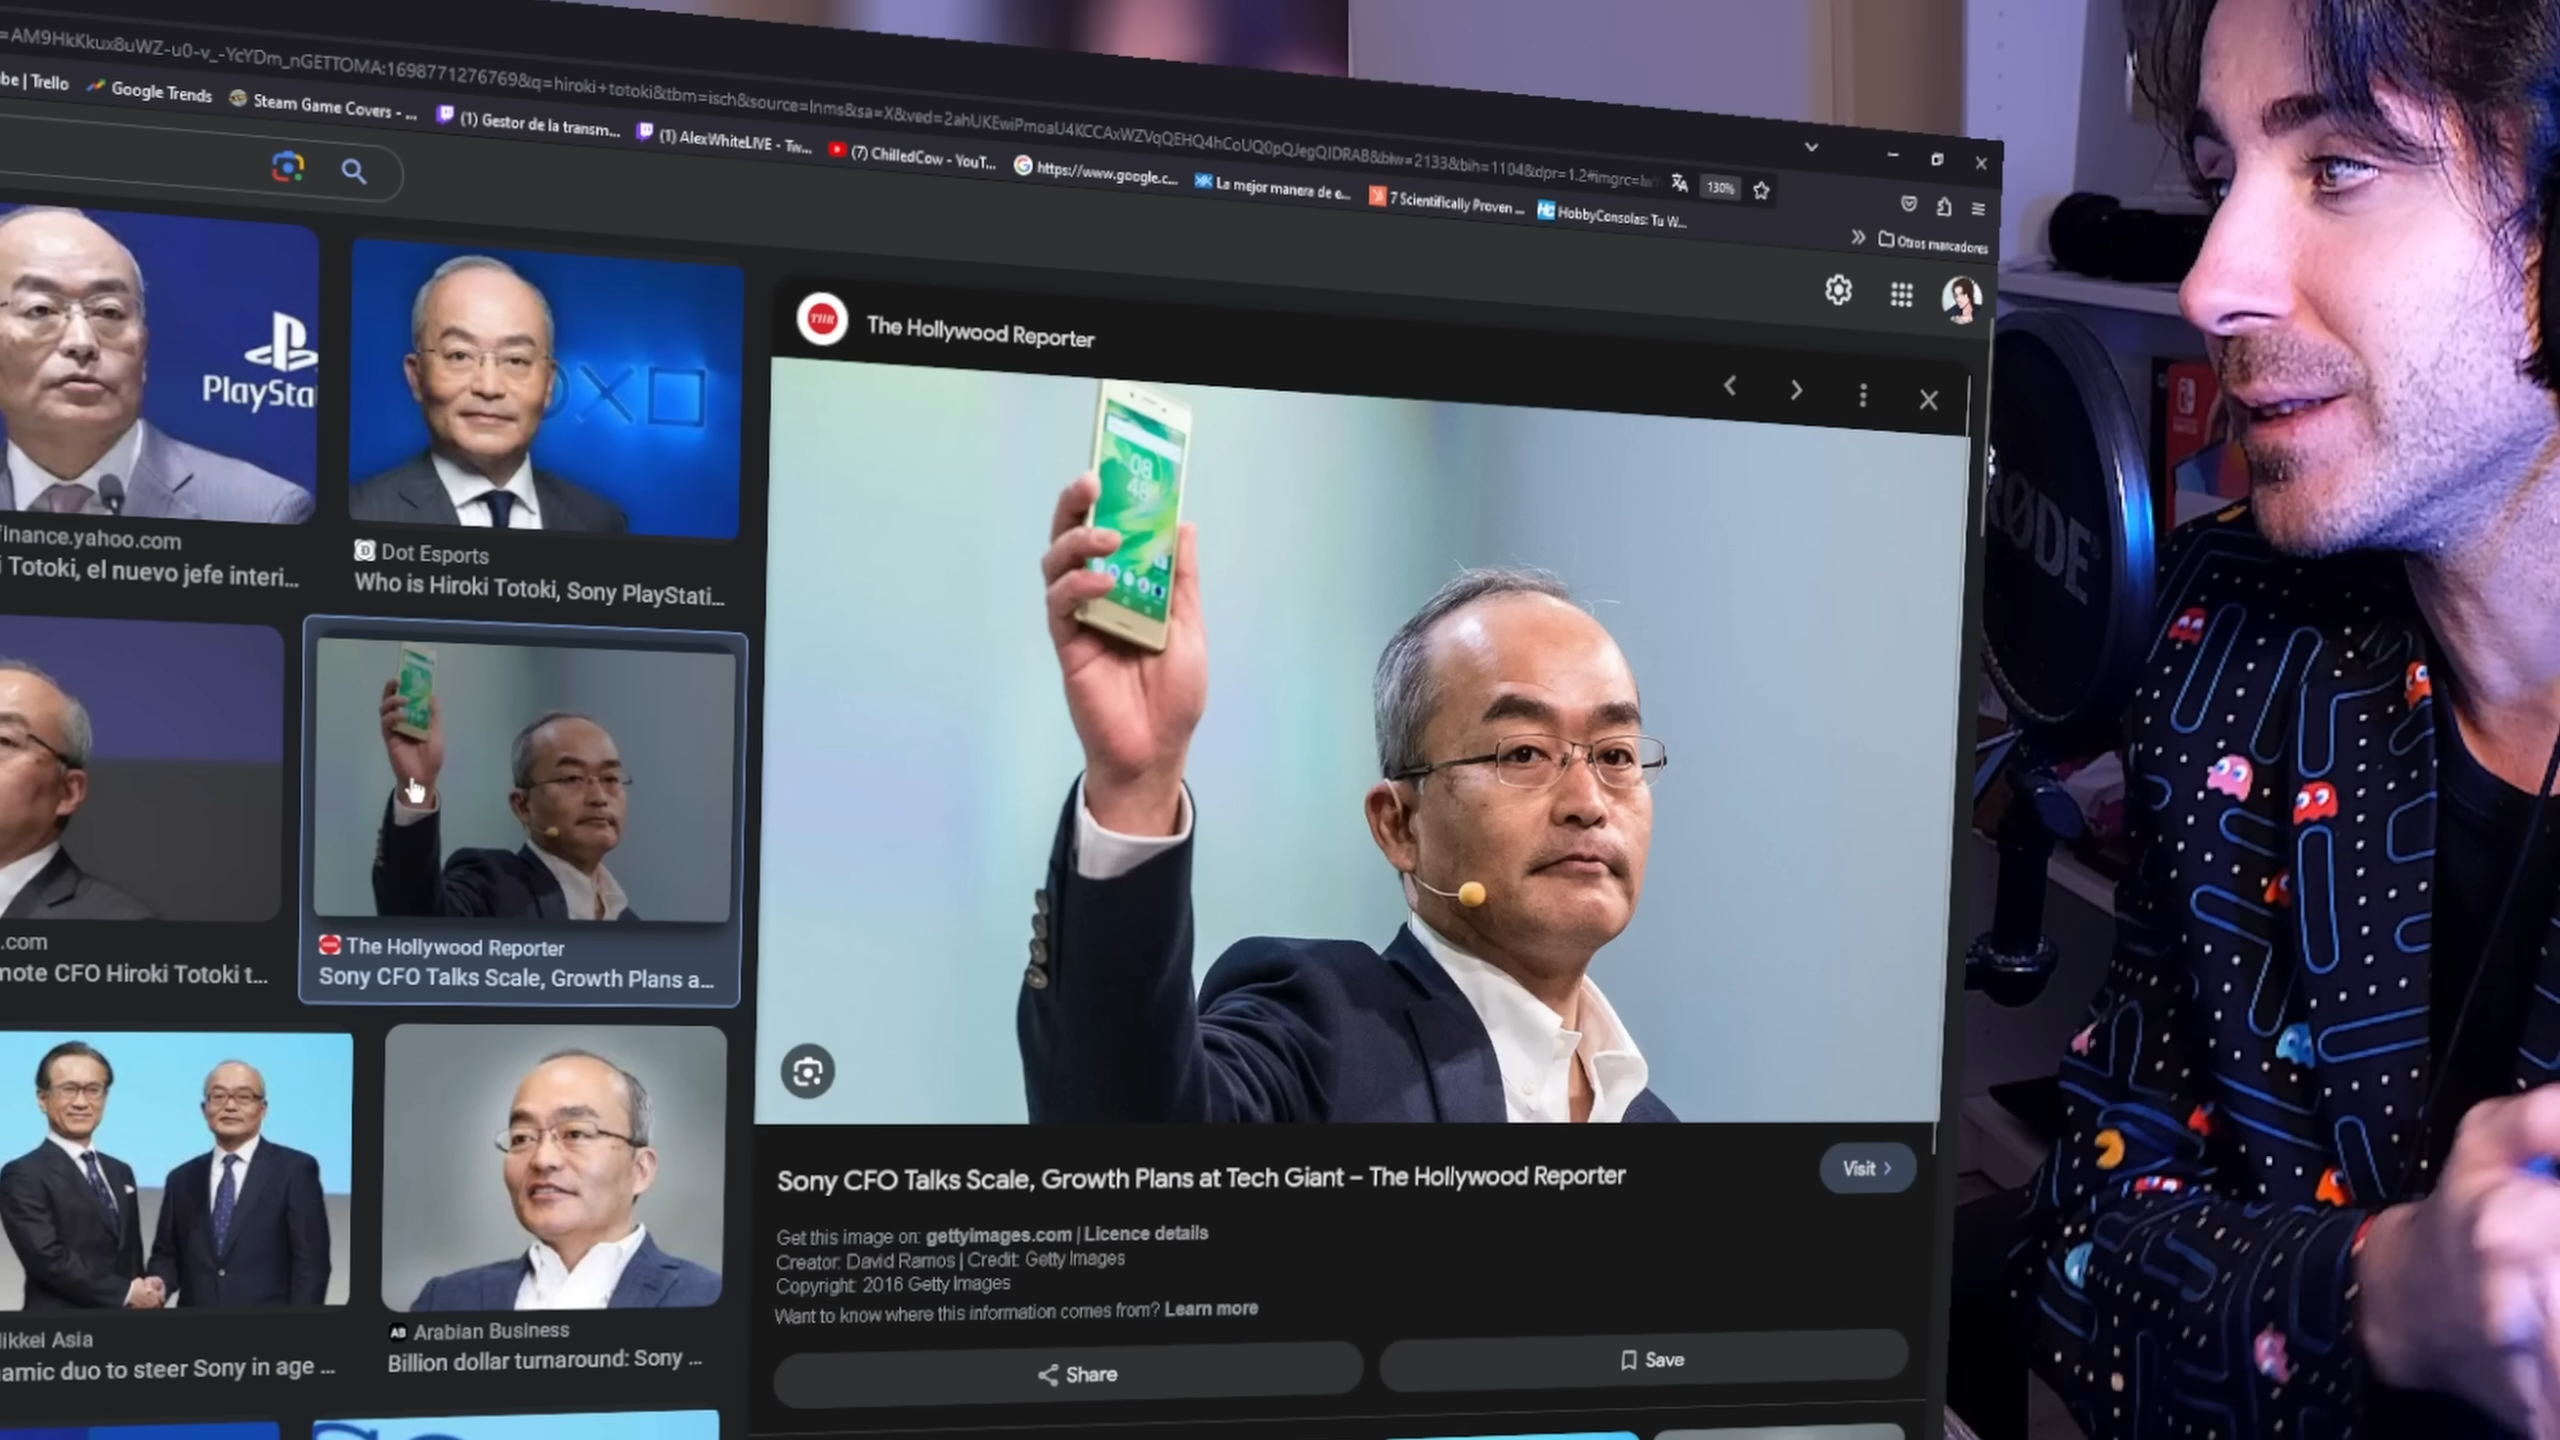 =AM9HkKkux8uWZ-u0-v_-YcYDm_nGETTOMA:1698771276769&q=hiroki+totoki&tbm=isch&source=lnms&sa=X&ved=2ahUKEwiPmoaU4KCCAxWZVqQEHQ4hCoUQ0pQJegQIDRAB&biw=2133&bih=1104&dpr=1.2#imgrc=
130%
be | Trello
Google Trends
Steam Game Covers - ...
(1) Gestor de la transm...
(1) AlexWhiteLIVE - Tw...
(7) ChilledCow - YouT...
https://www.google.c...
La mejor manera de e...
7 Scientifically Proven ...
HobbyConsolas: Tu W...
Otros marcadores
PlaySta
finance.yahoo.com
i Totoki, el nuevo jefe interi...
Dot Esports
Who is Hiroki Totoki, Sony PlayStati...
THR
The Hollywood Reporter
08
48
.com
mote CFO Hiroki Totoki t...
The Hollywood Reporter
Sony CFO Talks Scale, Growth Plans a...
likkei Asia
amic duo to steer Sony in age ...
AB
Arabian Business
Billion dollar turnaround: Sony ...
Sony CFO Talks Scale, Growth Plans at Tech Giant – The Hollywood Reporter
Visit
Get this image on: gettyimages.com | Licence details
Creator: David Ramos | Credit: Getty Images
Copyright: 2016 Getty Images
Want to know where this information comes from? Learn more
Share
Save
RØDE